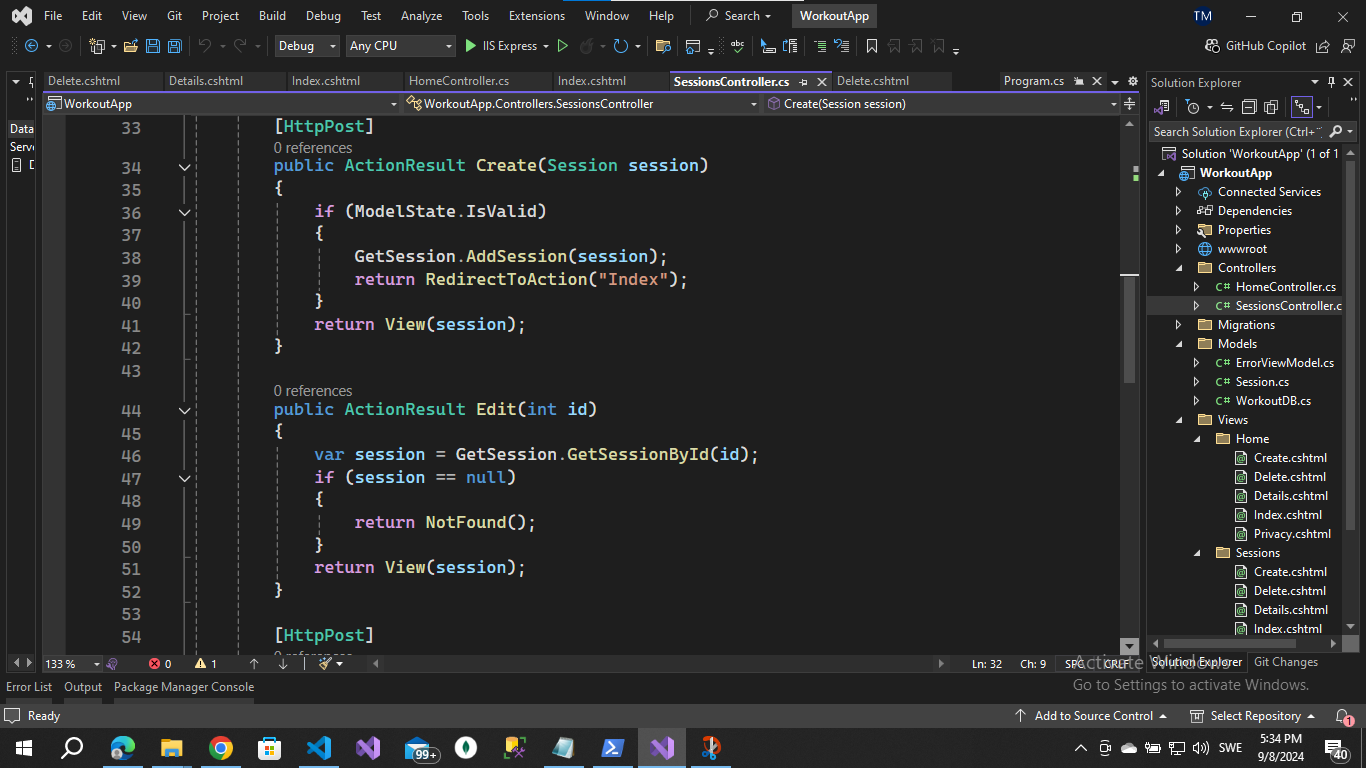 File Edit View Git Project Build Debug Test Analyze Tools Extensions Window Help Search WorkoutApp TM
Debug Any CPU IIS Express GitHub Copilot
Delete.cshtml Details.cshtml Index.cshtml HomeController.cs Index.cshtml SessionsController.cs Delete.cshtml Program.cs
WorkoutApp WorkoutApp.Controllers.SessionsController Create(Session session)
33 [HttpPost]
0 references
34 public ActionResult Create(Session session)
35 {
36 if (ModelState.IsValid)
37 {
38 GetSession.AddSession(session);
39 return RedirectToAction("Index");
40 }
41 return View(session);
42 }
43
0 references
44 public ActionResult Edit(int id)
45 {
46 var session = GetSession.GetSessionById(id);
47 if (session == null)
48 {
49 return NotFound();
50 }
51 return View(session);
52 }
53
54 [HttpPost]
0 references
Data
Serv
D
Solution Explorer
Search Solution Explorer (Ctrl+
Solution 'WorkoutApp' (1 of 1
WorkoutApp
Connected Services
Dependencies
Properties
wwwroot
Controllers
C# HomeController.cs
C# SessionsController.c
Migrations
Models
C# ErrorViewModel.cs
C# Session.cs
C# WorkoutDB.cs
Views
Home
Create.cshtml
Delete.cshtml
Details.cshtml
Index.cshtml
Privacy.cshtml
Sessions
Create.cshtml
Delete.cshtml
Details.cshtml
Index.cshtml
133 % 0 1 Ln: 32 Ch: 9 SPC CRLF
Solution Explorer Git Changes
Activate Windows
Go to Settings to activate Windows.
Error List Output Package Manager Console
Ready Add to Source Control Select Repository 1
99+ SWE 5:34 PM
9/8/2024 40